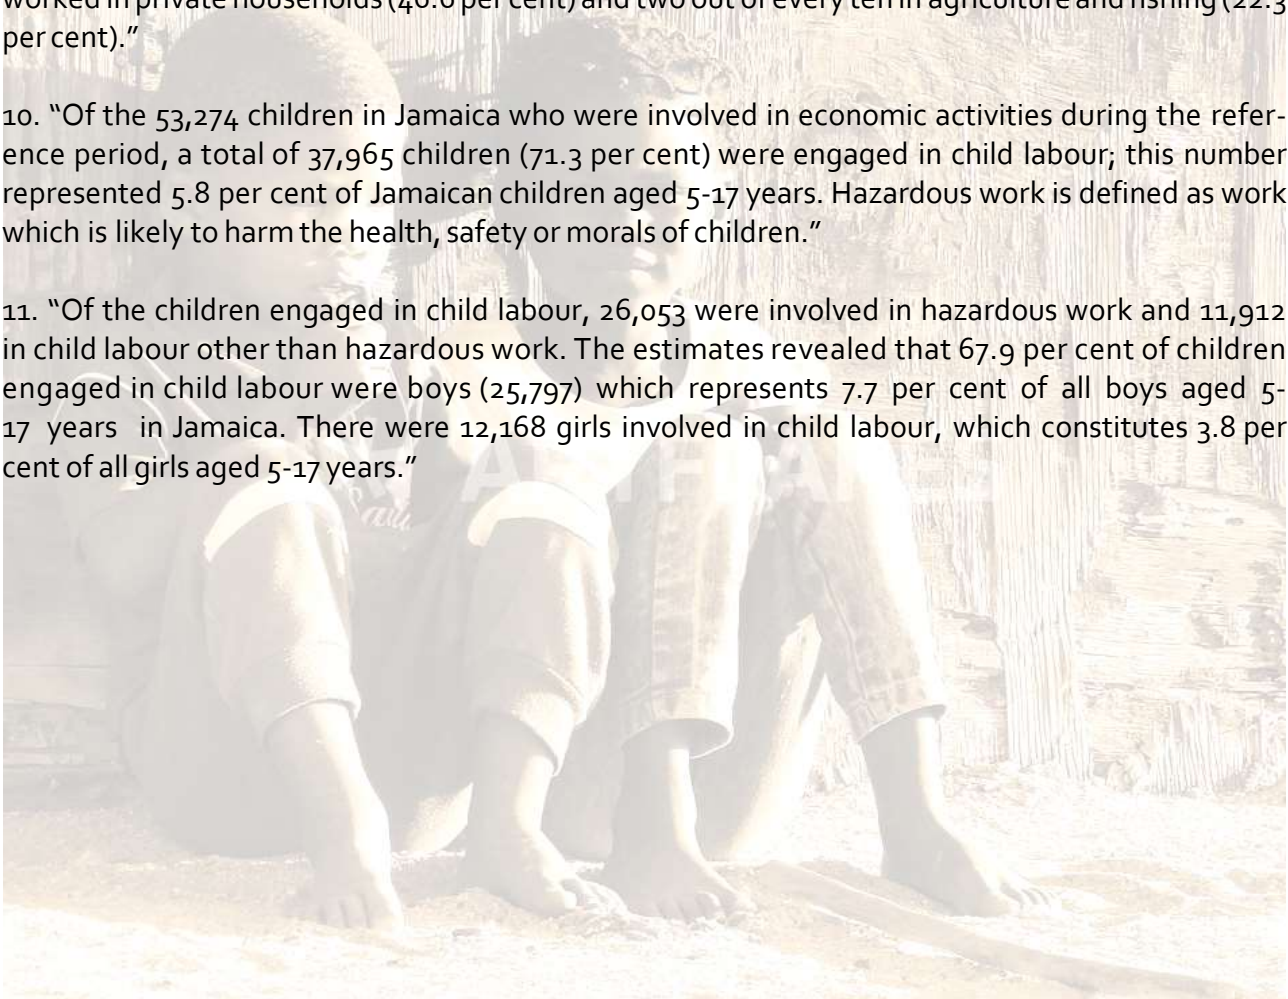 worked in private households (46.6 per cent) and two out of every ten in agriculture and fishing (22.3
per cent).”
10. “Of the 53,274 children in Jamaica who were involved in economic activities during the refer-
ence period, a total of 37,965 children (71.3 per cent) were engaged in child labour; this number
represented 5.8 per cent of Jamaican children aged 5-17 years. Hazardous work is defined as work
which is likely to harm the health, safety or morals of children.”
11. “Of the children engaged in child labour, 26,053 were involved in hazardous work and 11,912
in child labour other than hazardous work. The estimates revealed that 67.9 per cent of children
engaged in child labour were boys (25,797) which represents 7.7 per cent of all boys aged 5-
17 years in Jamaica. There were 12,168 girls involved in child labour, which constitutes 3.8 per
cent of all girls aged 5-17 years.”